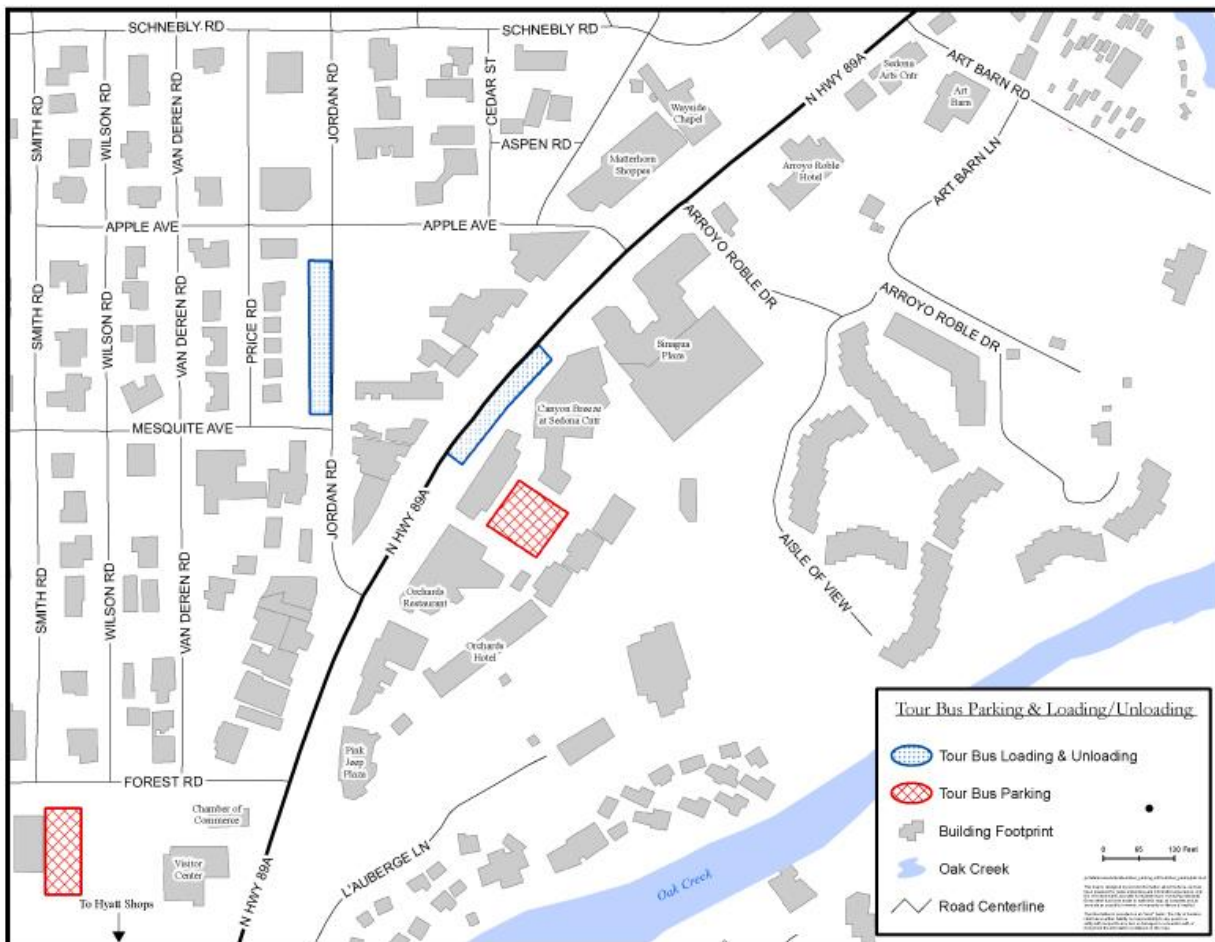 SCHNEBLY RD
SCHNEBLY RD
SMITH RD
WILSON RD
VAN DEREN RD
JORDAN RD
CEDAR ST
ASPEN RD
N HWY 89A
Sedona
Arts Cntr
Art
Barn
ART BARN RD
Wayside
Chapel
Matterhorn
Shoppes
Arroyo Roble
Hotel
ART BARN LN
APPLE AVE
APPLE AVE
ARROYO ROBLE DR
ARROYO ROBLE DR
SMITH RD
WILSON RD
VAN DEREN RD
PRICE RD
Sinagua
Plaza
Canyon Breeze
at Sedona Cntr
MESQUITE AVE
JORDAN RD
N HWY 89A
AISLE OF VIEW
SMITH RD
WILSON RD
VAN DEREN RD
Orchards
Restaurant
Orchards
Hotel
Pink
Jeep
Plaza
FOREST RD
Chamber of
Commerce
Visitor
Center
To Hyatt Shops
N HWY 89A
L'AUBERGE LN
Oak Creek
Tour Bus Parking & Loading/Unloading
Tour Bus Loading & Unloading
Tour Bus Parking
Building Footprint
Oak Creek
Road Centerline
0 65 130 Feet